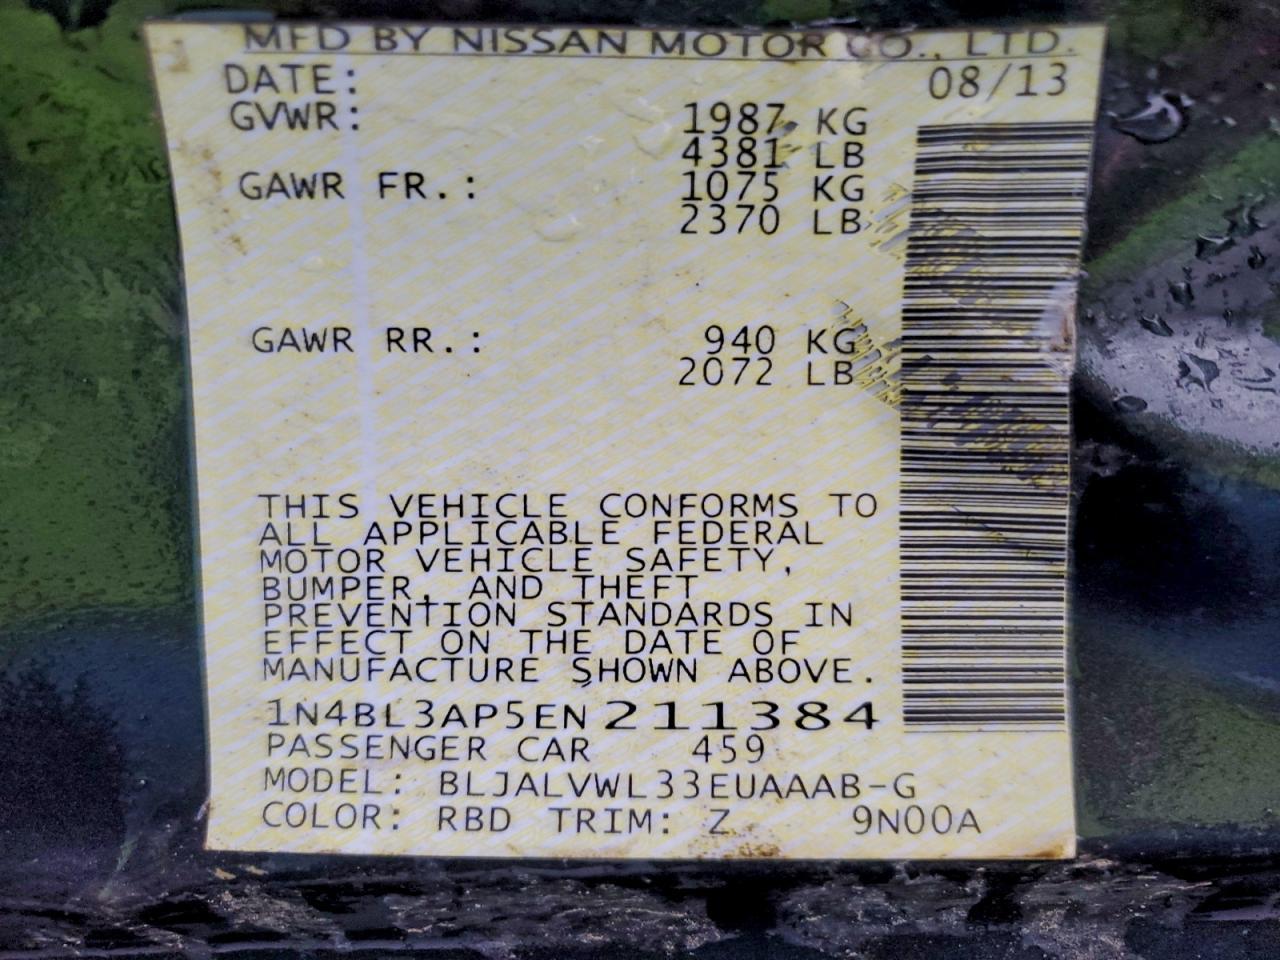 MFD BY NISSAN MOTOR CO., LTD.
DATE: 08/13
GVWR: 1987 KG
4381 LB
GAWR FR.: 1075 KG
2370 LB
GAWR RR.: 940 KG
2072 LB
THIS VEHICLE CONFORMS TO
ALL APPLICABLE FEDERAL
MOTOR VEHICLE SAFETY,
BUMPER, AND THEFT
PREVENTION STANDARDS IN
EFFECT ON THE DATE OF
MANUFACTURE SHOWN ABOVE.
1N4BL3AP5EN211384
PASSENGER CAR 459
MODEL: BLJALVWL33EUAAAB-G
COLOR: RBD TRIM: Z 9N00A